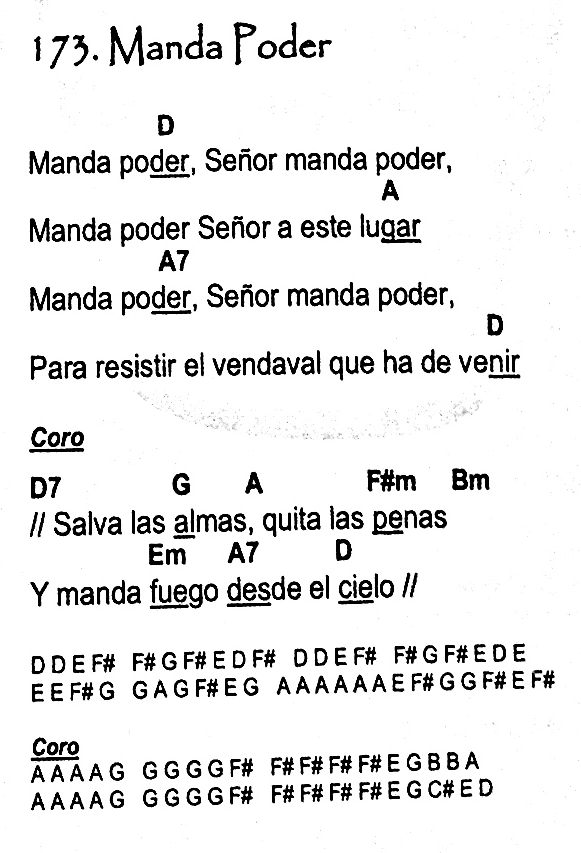 173. Manda Poder
D
Manda poder, Señor manda poder,
A
Manda poder Señor a este lugar
A7
Manda poder, Señor manda poder,
D
Para resistir el vendaval que ha de venir
Coro
D7 G A F#m Bm
// Salva las almas, quita las penas
Em A7 D
Y manda fuego desde el cielo //
D D E F# F# G F# E D F# D D E F# F# G F# E D E
E E F# G G A G F# E G A A A A A A E F# G G F# E F#
Coro
A A A A G G G G G F# F# F# F# F# E G B B A
A A A A G G G G G F# F# F# F# F# E G C# E D